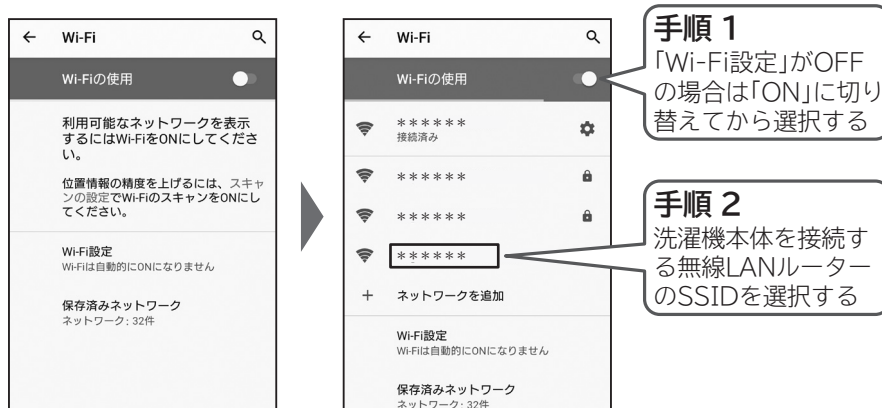 Wi-Fi
Wi-Fiの使用
利用可能なネットワークを表示
するにはWi-FiをONにしてくださ
い。
位置情報の精度を上げるには、スキャ
ンの設定でWi-FiのスキャンをONにし
てください。
Wi-Fi設定
Wi-Fiは自動的にONになりません
保存済みネットワーク
ネットワーク: 32件
Wi-Fi
Wi-Fiの使用
******
接続済み
******
******
******
+ ネットワークを追加
Wi-Fi設定
Wi-Fiは自動的にONになりません
保存済みネットワーク
ネットワーク: 32件
手順 1
「Wi-Fi設定」がOFF
の場合は「ON」に切り
替えてから選択する
手順 2
洗濯機本体を接続す
る無線LANルーター
のSSIDを選択する